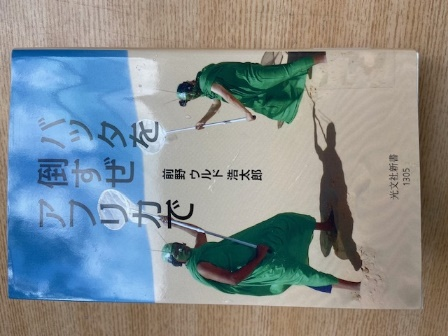 バッタを
倒すぜ
アフリカで
前野 ウルド 浩太郎
光文社新書
1305